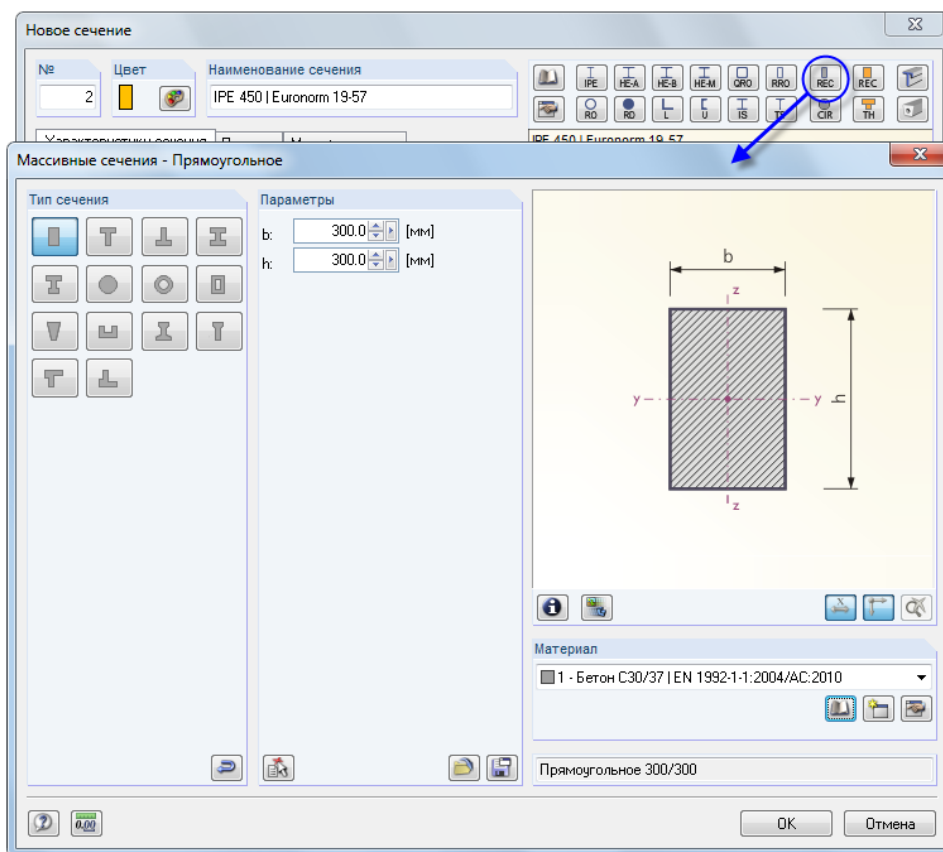 Новое сечение
№ Цвет Наименование сечения
2 IPE 450 | Euronorm 19-57
IPE HE-A HE-B HE-M QRO RRO REC REC
RO RD L U IS CIR TH
Характеристики сечения
IPE 450 | Euronorm 19-57
Массивные сечения - Прямоугольное
Тип сечения
Параметры
b: 300.0 [мм]
h: 300.0 [мм]
b
z
y y
h
z
Материал
1 - Бетон C30/37 | EN 1992-1-1:2004/AC:2010
Прямоугольное 300/300
0.00
OK Отмена